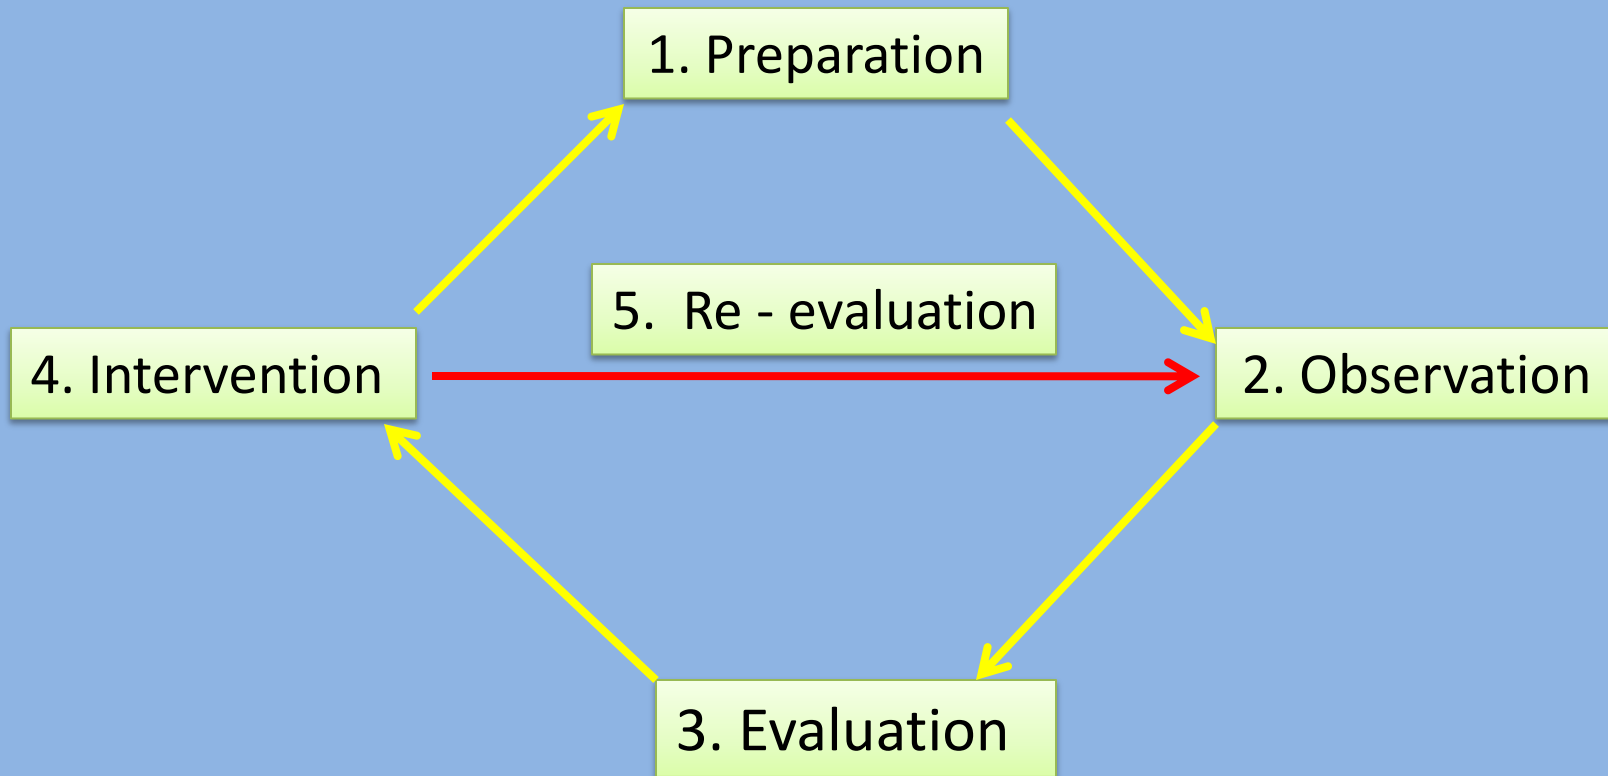 1. Preparation
5. Re - evaluation
4. Intervention
2. Observation
3. Evaluation